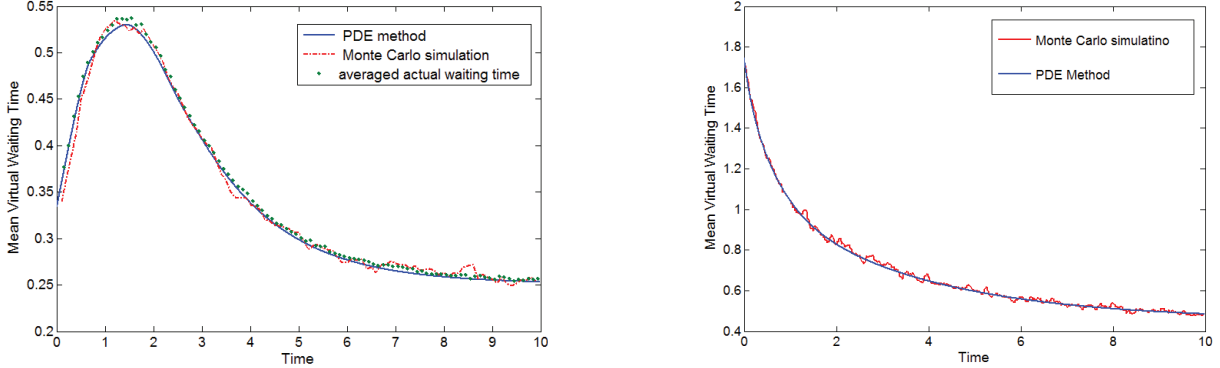 0.55
0.5
0.45
0.4
0.35
0.3
0.25
0.2
Mean Virtual Waiting Time
PDE method
Monte Carlo simulation
averaged actual waiting time
0 1 2 3 4 5 6 7 8 9 10
Time
2
1.8
1.6
1.4
1.2
1
0.8
0.6
0.4
Mean Virtual Waiting Time
Monte Carlo simulatino
PDE Method
0 2 4 6 8 10
Time